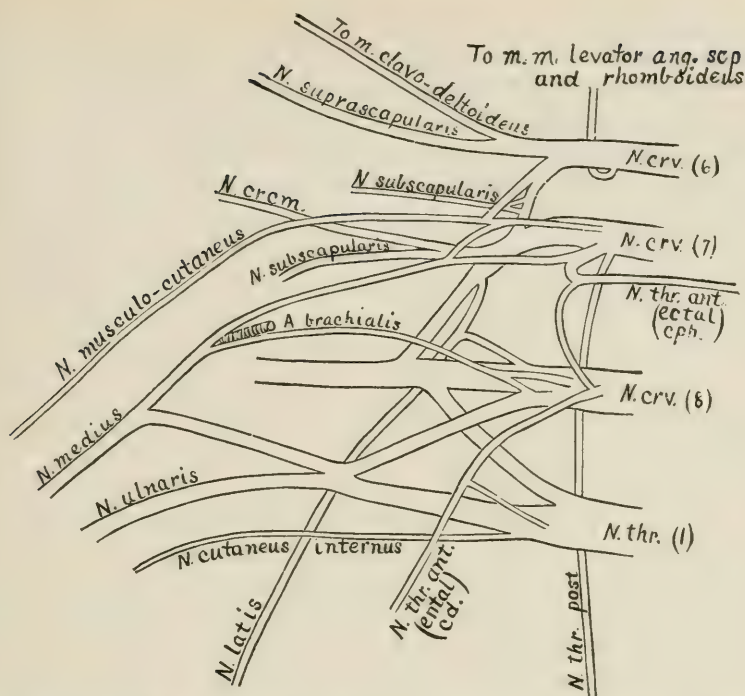 To m. clavo-deltoideus
To m. m. levator ang. scp
and rhomboideus
N. suprascapularis
N. crv. (6)
N subscapularis
N crcm.
N. crv. (7)
N. musculo-cutaneus
N. subscapularis
N. thr. ant.
(ectal)
cph.
A brachialis
N. crv. (8)
N. medius
N. ulnaris
N. thr. (1)
N. cutaneus internus
N. latis
N. thr. ant.
(ental)
cd.
N thr. post